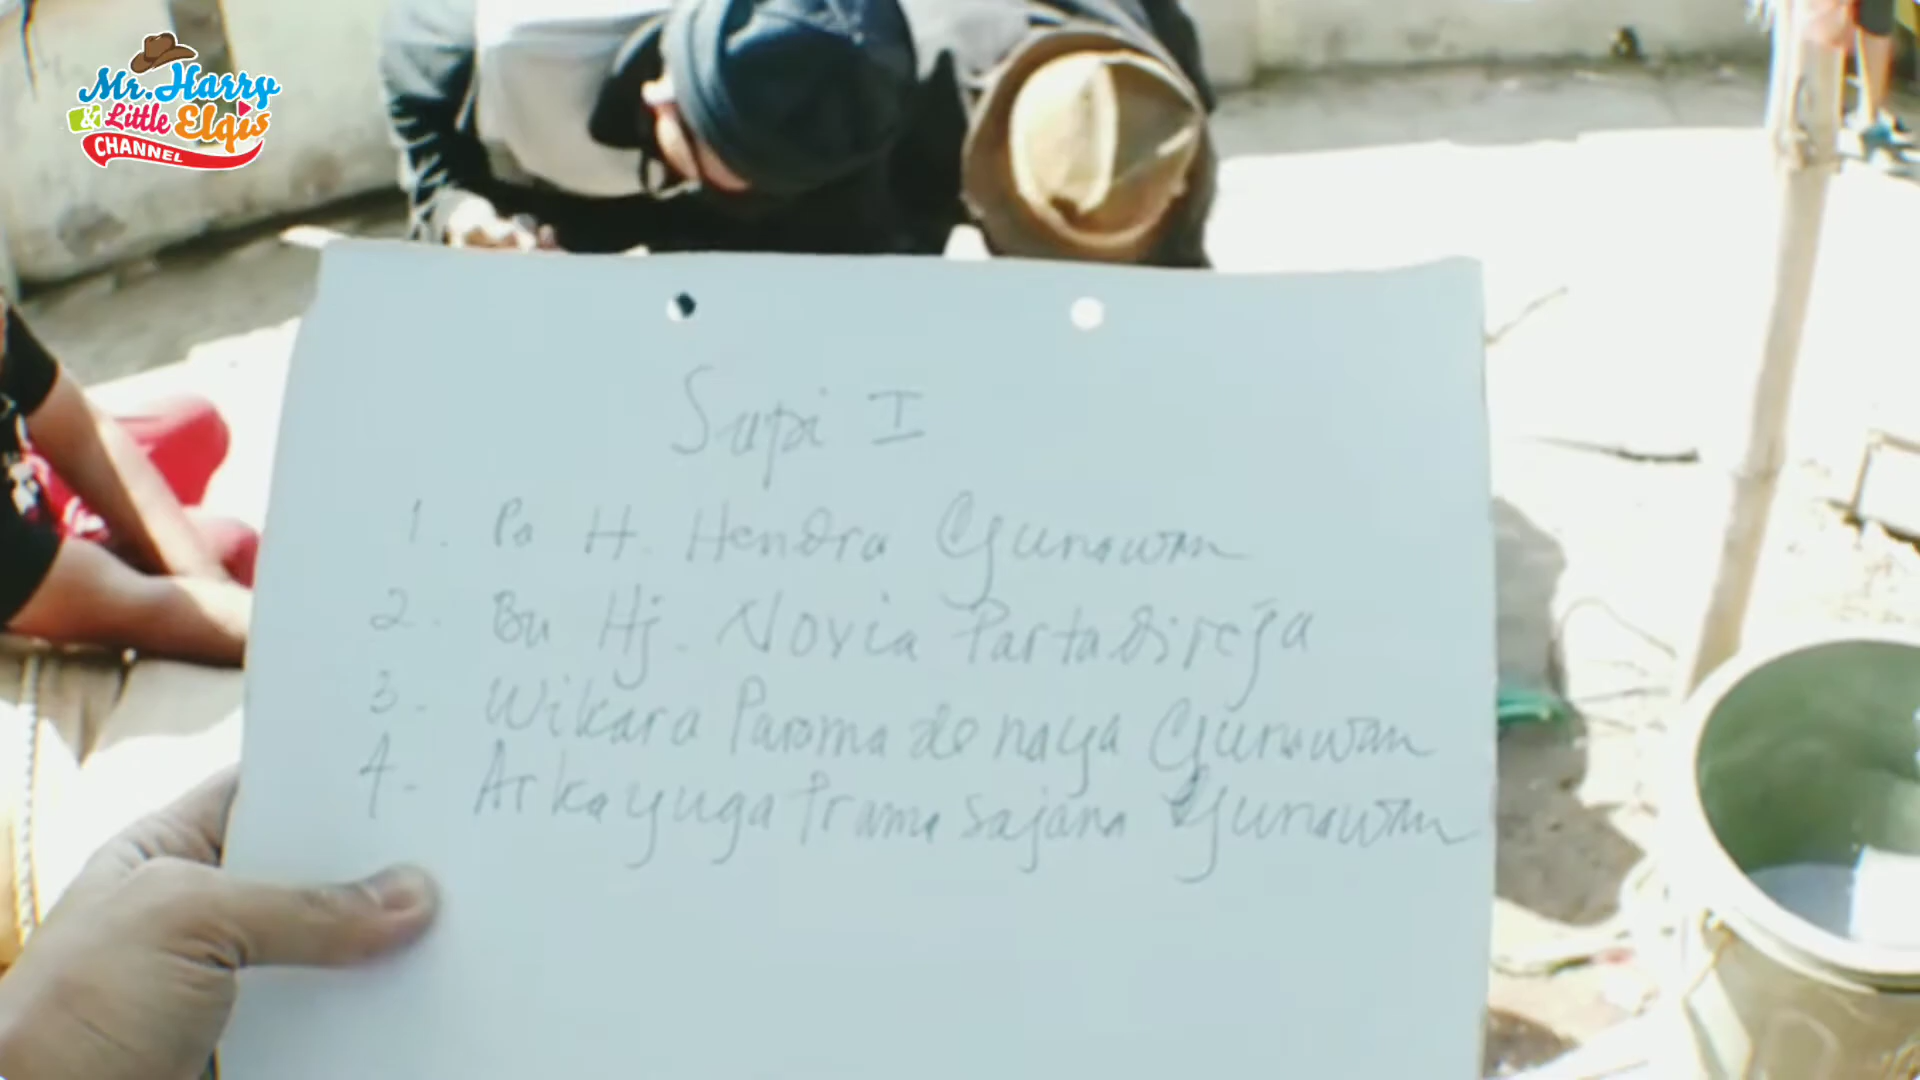 Mr. Harry
& Little Elqis
CHANNEL
Sapi I
1. Pa H. Hendra Gunawan
2. Bu Hj. Novia Partadireja
3. Wikara Paramadenaya Gunawan
4. Arkayuga Pramasajana Gunawan